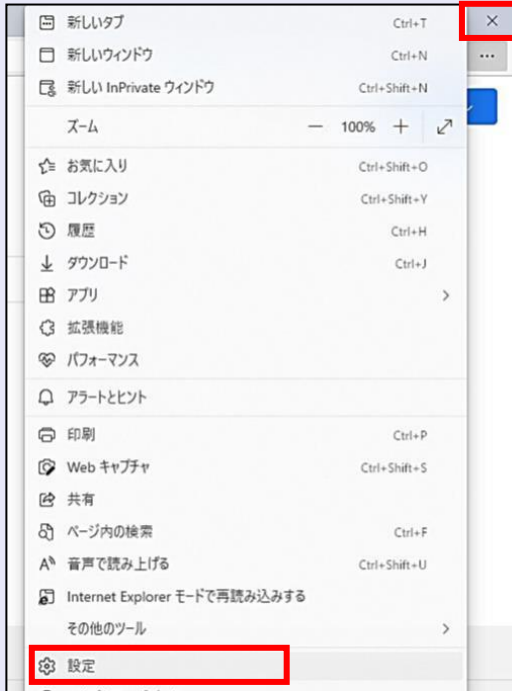 新しいタブ Ctrl+T
新しいウィンドウ Ctrl+N
新しい InPrivate ウィンドウ Ctrl+Shift+N
ズーム 100%
お気に入り Ctrl+Shift+O
コレクション Ctrl+Shift+Y
履歴 Ctrl+H
ダウンロード Ctrl+J
アプリ
拡張機能
パフォーマンス
アラートとヒント
印刷 Ctrl+P
Web キャプチャ Ctrl+Shift+S
共有
ページ内の検索 Ctrl+F
音声で読み上げる Ctrl+Shift+U
Internet Explorer モードで再読み込みする
その他のツール
設定